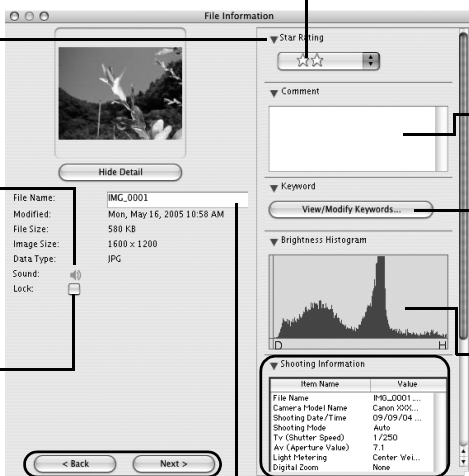 File Information
Hide Detail
File Name: IMG_0001
Modified: Mon, May 16, 2005 10:58 AM
File Size: 580 KB
Image Size: 1600 x 1200
Data Type: JPG
Sound:
Lock:
< Back
Next >
Star Rating
Comment
Keyword
View/Modify Keywords...
Brightness Histogram
D H
Shooting Information
Item Name Value
File Name IMG_0001....
Camera Model Name Canon XXX...
Shooting Date/Time 09/09/04 ...
Shooting Mode Auto
Tv (Shutter Speed) 1/250
Av (Aperture Value) 7.1
Light Metering Center Wei...
Digital Zoom None